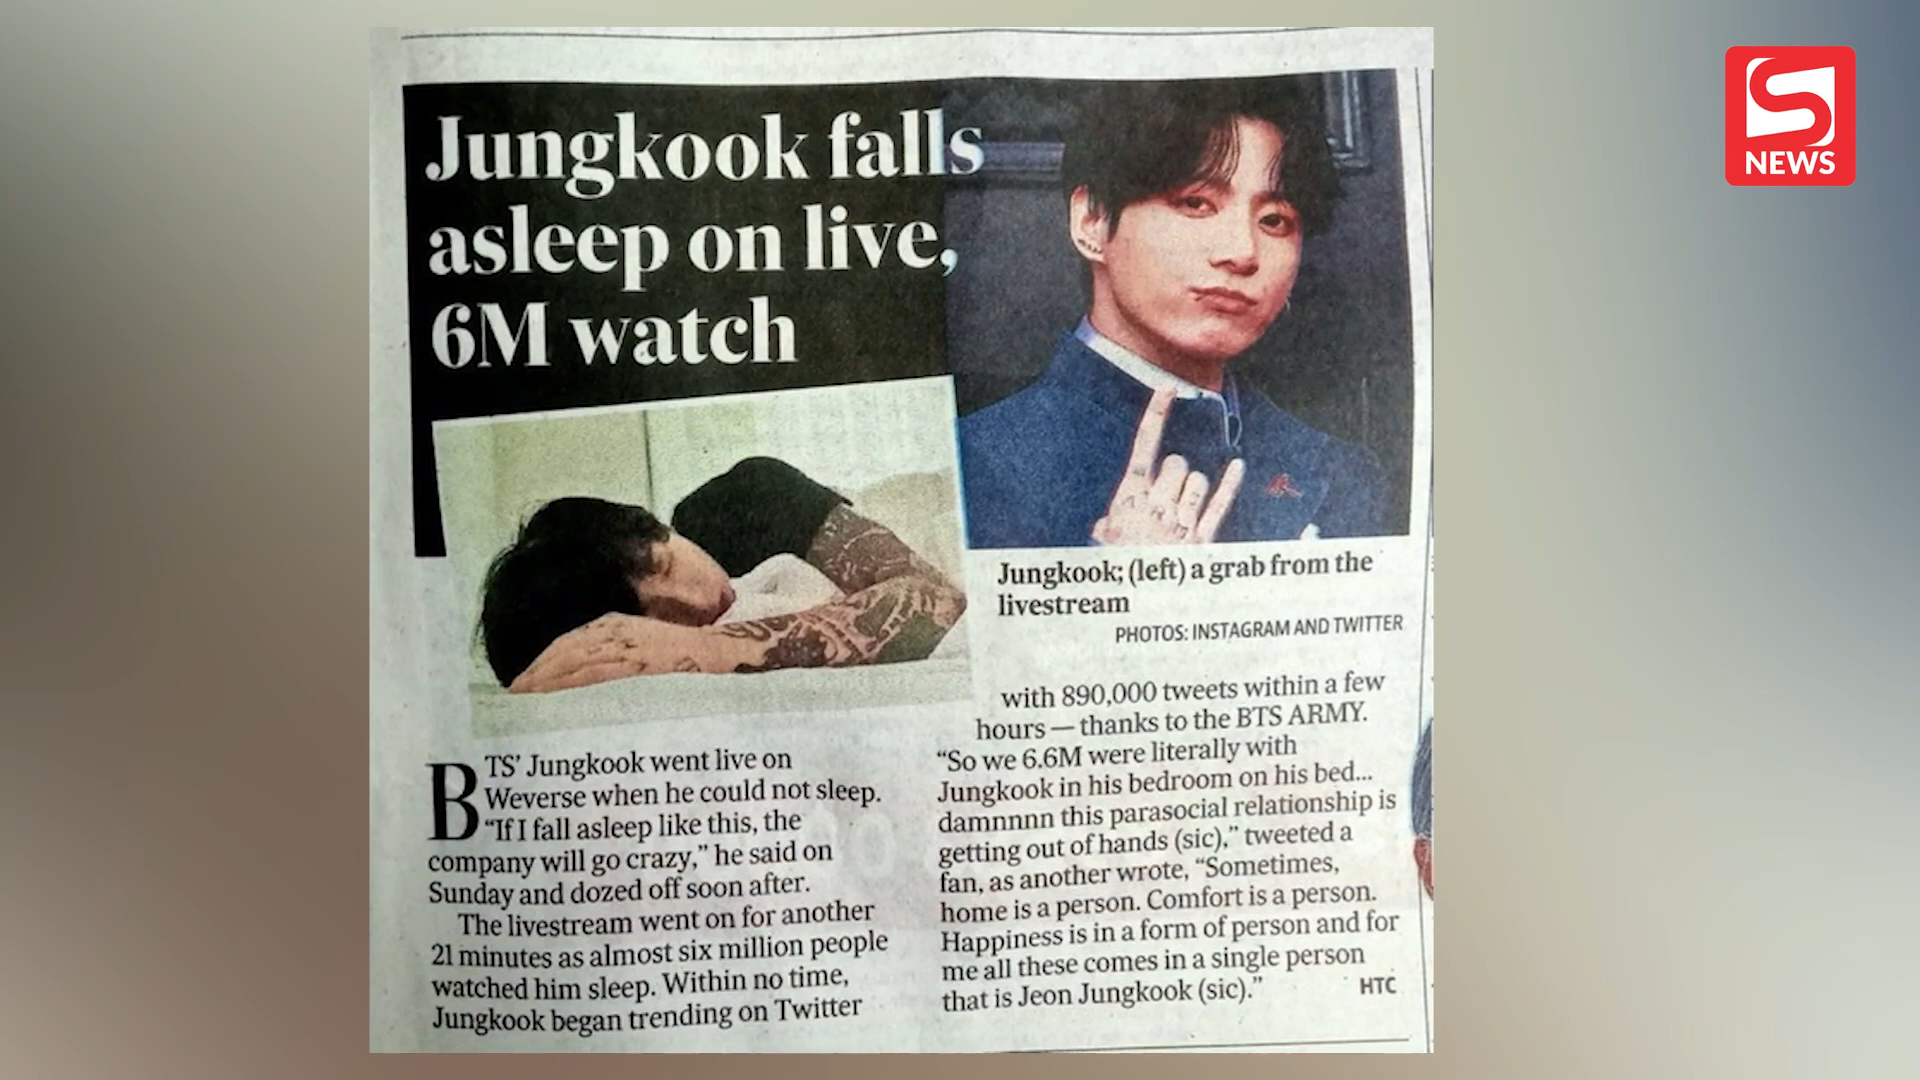 Jungkook falls
asleep on live,
6M watch
Jungkook; (left) a grab from the
livestream
PHOTOS: INSTAGRAM AND TWITTER
BTS’ Jungkook went live on
Weverse when he could not sleep.
“If I fall asleep like this, the
company will go crazy,” he said on
Sunday and dozed off soon after.
The livestream went on for another
21 minutes as almost six million people
watched him sleep. Within no time,
Jungkook began trending on Twitter
with 890,000 tweets within a few
hours — thanks to the BTS ARMY.
“So we 6.6M were literally with
Jungkook in his bedroom on his bed...
damnnnn this parasocial relationship is
getting out of hands (sic),” tweeted a
fan, as another wrote, “Sometimes,
home is a person. Comfort is a person.
Happiness is in a form of person and for
me all these comes in a single person
that is Jeon Jungkook (sic).”
HTC
S
NEWS